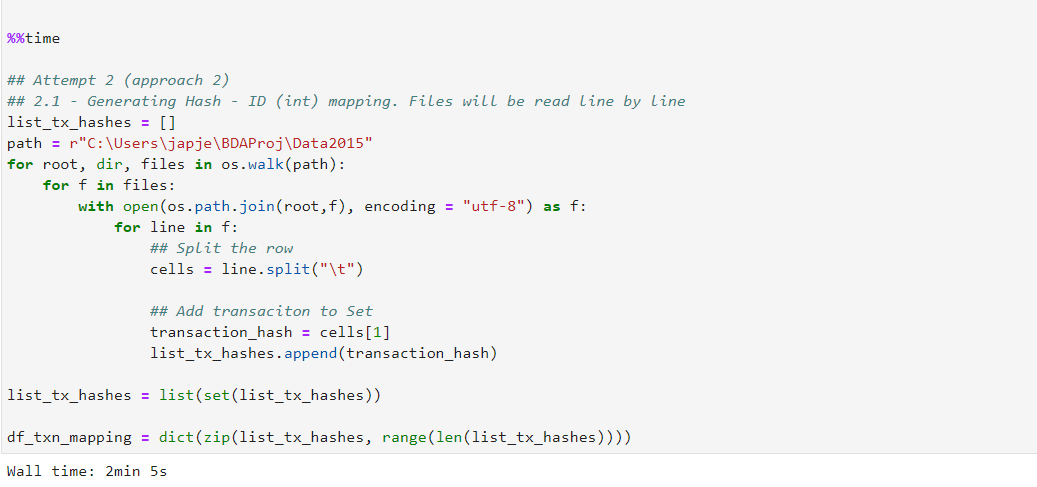 %%time
## Attempt 2 (approach 2)
## 2.1 - Generating Hash - ID (int) mapping. Files will be read line by line
list_tx_hashes = []
path = r"C:\Users\japje\BDAProj\Data2015"
for root, dir, files in os.walk(path):
    for f in files:
        with open(os.path.join(root,f), encoding = "utf-8") as f:
            for line in f:
                ## Split the row
                cells = line.split("\t")
                ## Add transaciton to Set
                transaction_hash = cells[1]
                list_tx_hashes.append(transaction_hash)
list_tx_hashes = list(set(list_tx_hashes))
df_txn_mapping = dict(zip(list_tx_hashes, range(len(list_tx_hashes))))
Wall time: 2min 5s